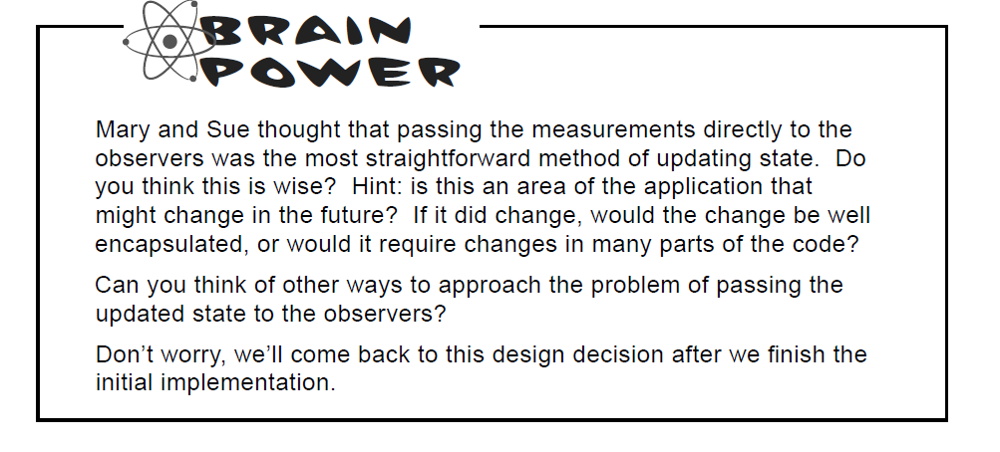 BRAIN
POWER
Mary and Sue thought that passing the measurements directly to the
observers was the most straightforward method of updating state.  Do
you think this is wise?  Hint: is this an area of the application that
might change in the future?  If it did change, would the change be well
encapsulated, or would it require changes in many parts of the code?
Can you think of other ways to approach the problem of passing the
updated state to the observers?
Don’t worry, we’ll come back to this design decision after we finish the
initial implementation.